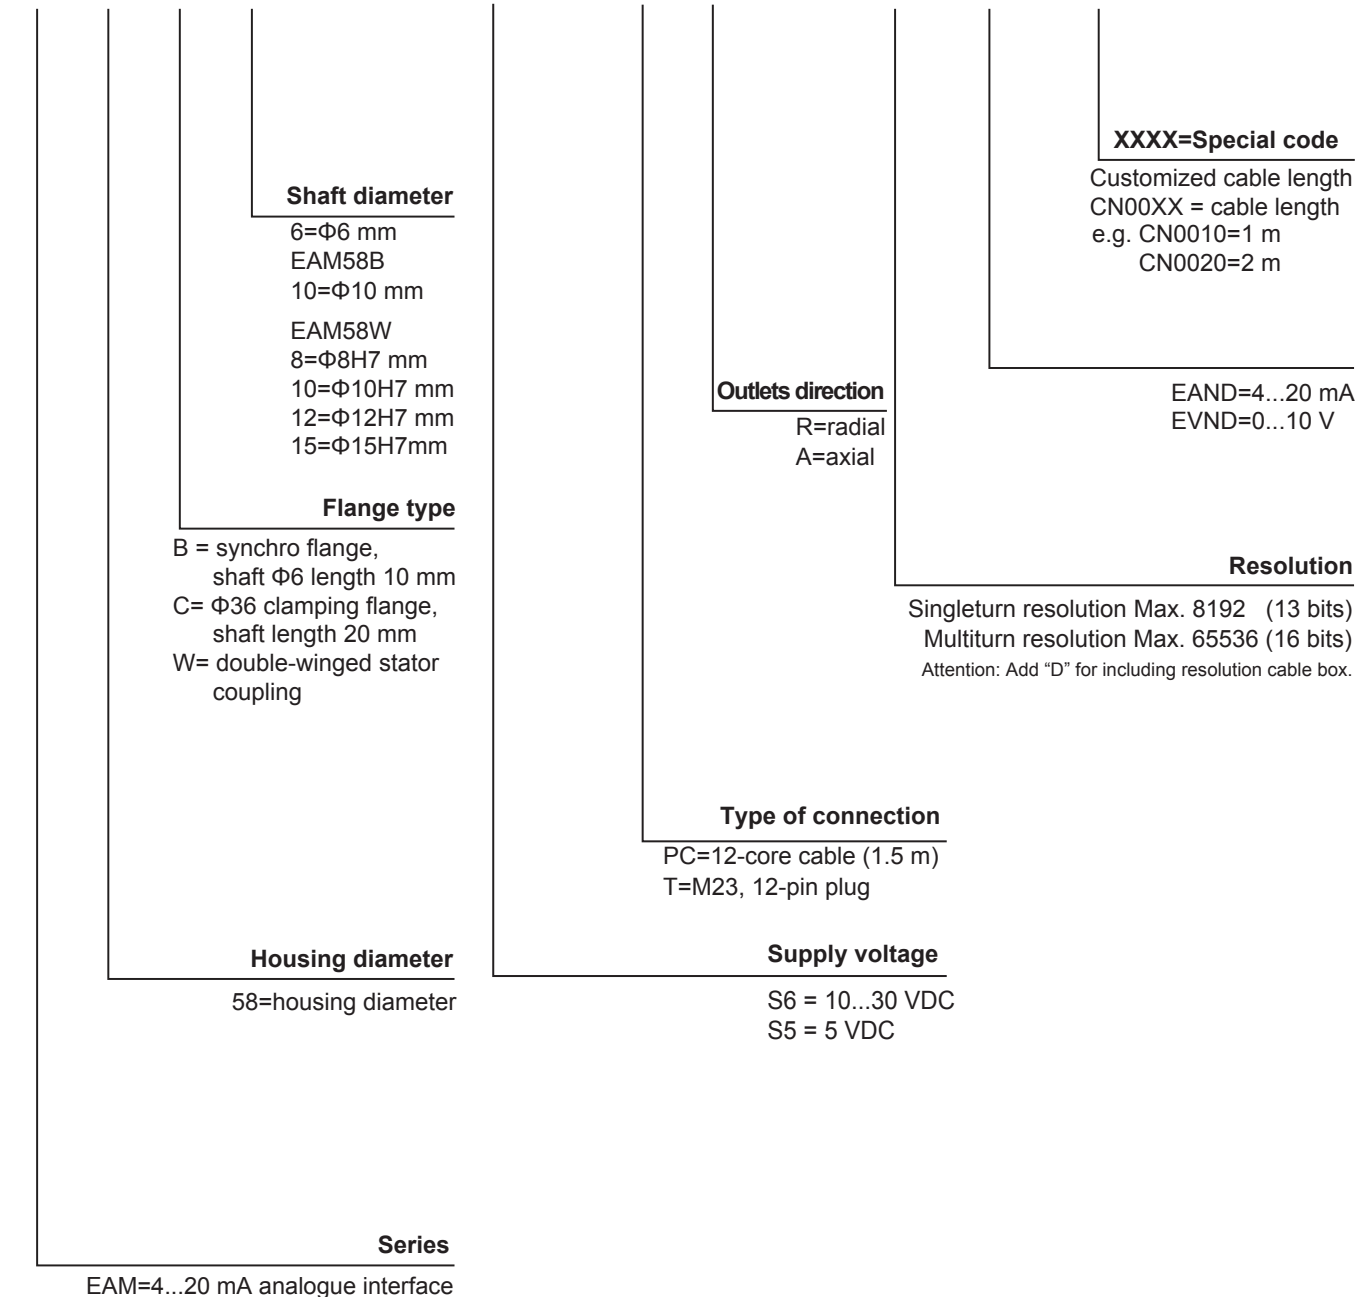 XXXX=Special code
Customized cable length
CN00XX = cable length
e.g. CN0010=1 m
CN0020=2 m
Shaft diameter
6=Φ6 mm
EAM58B
10=Φ10 mm
EAM58W
8=Φ8H7 mm
10=Φ10H7 mm
12=Φ12H7 mm
15=Φ15H7mm
EAND=4...20 mA
EVND=0...10 V
Outlets direction
R=radial
A=axial
Flange type
B = synchro flange,
shaft Φ6 length 10 mm
C= Φ36 clamping flange,
shaft length 20 mm
W= double-winged stator
coupling
Resolution
Singleturn resolution Max. 8192 (13 bits)
Multiturn resolution Max. 65536 (16 bits)
Attention: Add “D” for including resolution cable box.
Type of connection
PC=12-core cable (1.5 m)
T=M23, 12-pin plug
Housing diameter
58=housing diameter
Supply voltage
S6 = 10...30 VDC
S5 = 5 VDC
Series
EAM=4...20 mA analogue interface